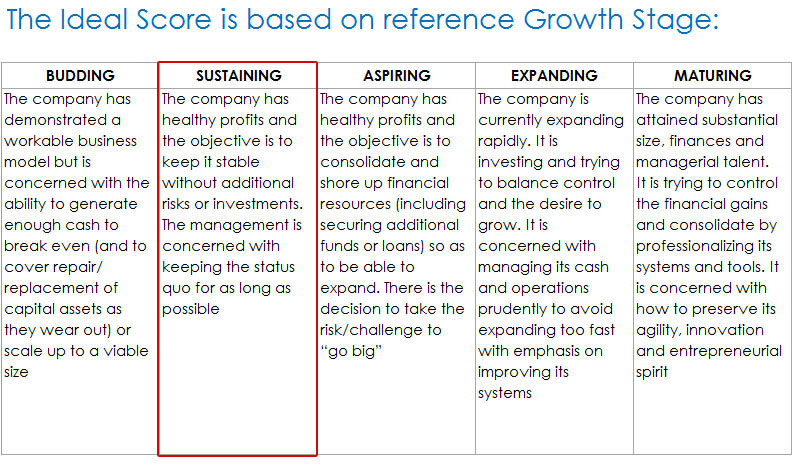 The Ideal Score is based on reference Growth Stage:
BUDDING
The company has
demonstrated a
workable business
model but is
concerned with the
ability to generate
enough cash to
break even (and to
cover repair/
replacement of
capital assets as
they wear out) or
scale up to a viable
size
SUSTAINING
The company has
healthy profits and
the objective is to
keep it stable
without additional
risks or investments.
The management is
concerned with
keeping the status
quo for as long as
possible
ASPIRING
The company has
healthy profits and
the objective is to
consolidate and
shore up financial
resources (including
securing additional
funds or loans) so as
to be able to
expand. There is the
decision to take the
risk/challenge to
“go big”
EXPANDING
The company is
currently expanding
rapidly. It is
investing and trying
to balance control
and the desire to
grow. It is
concerned with
managing its cash
and operations
prudently to avoid
expanding too fast
with emphasis on
improving its
systems
MATURING
The company has
attained substantial
size, finances and
managerial talent.
It is trying to control
the financial gains
and consolidate by
professionalizing its
systems and tools. It
is concerned with
how to preserve its
agility, innovation
and entrepreneurial
spirit